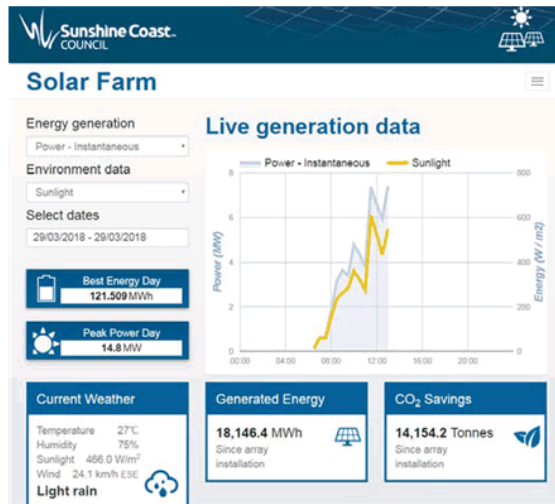 Sunshine Coast
COUNCIL
Solar Farm
Energy generation
Power - Instantaneous
Environment data
Sunlight
Select dates
29/03/2018 - 29/03/2018
Best Energy Day
121.509 MWh
Peak Power Day
14.8 MW
Live generation data
Power - Instantaneous
Sunlight
Power (MW)
8
6
4
2
0
800
600
400
200
0
Energy (W / m2)
00:00 04:00 08:00 12:00 16:00 20:00
Current Weather
Temperature 27°C
Humidity 75%
Sunlight 466.0 W/m²
Wind 24.1 km/h ESE
Light rain
Generated Energy
18,146.4 MWh
Since array
installation
CO₂ Savings
14,154.2 Tonnes
Since array
installation